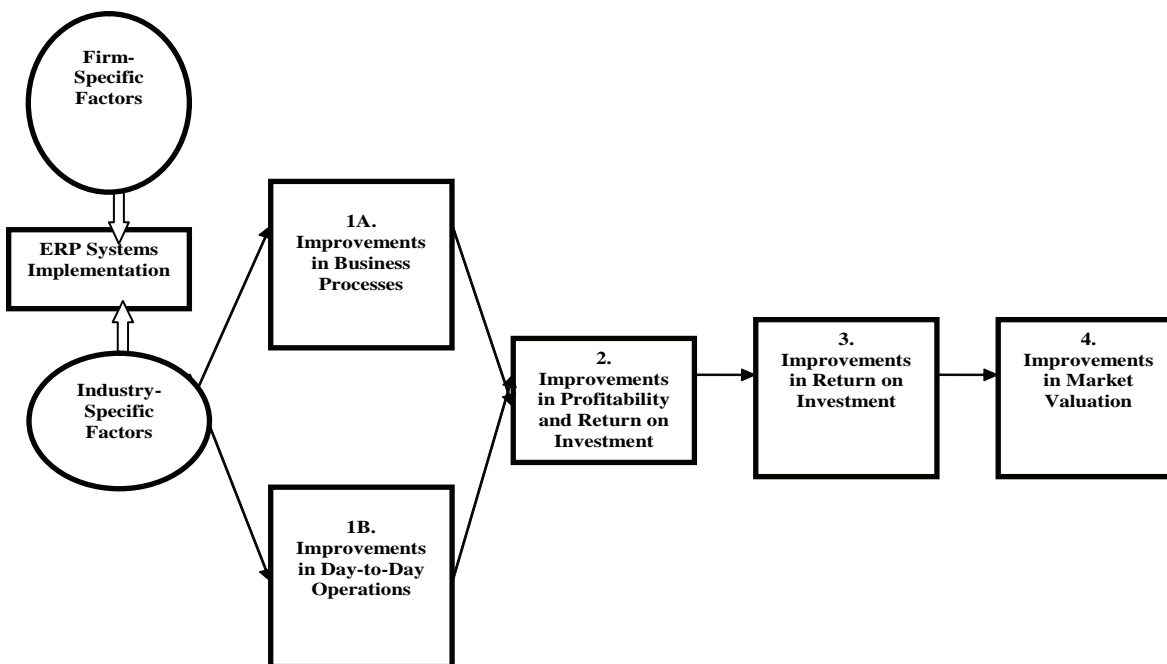 Firm-
Specific
Factors
ERP Systems
Implementation
Industry-
Specific
Factors
1A.
Improvements
in Business
Processes
1B.
Improvements
in Day-to-Day
Operations
2.
Improvements
in Profitability
and Return on
Investment
3.
Improvements
in Return on
Investment
4.
Improvements
in Market
Valuation